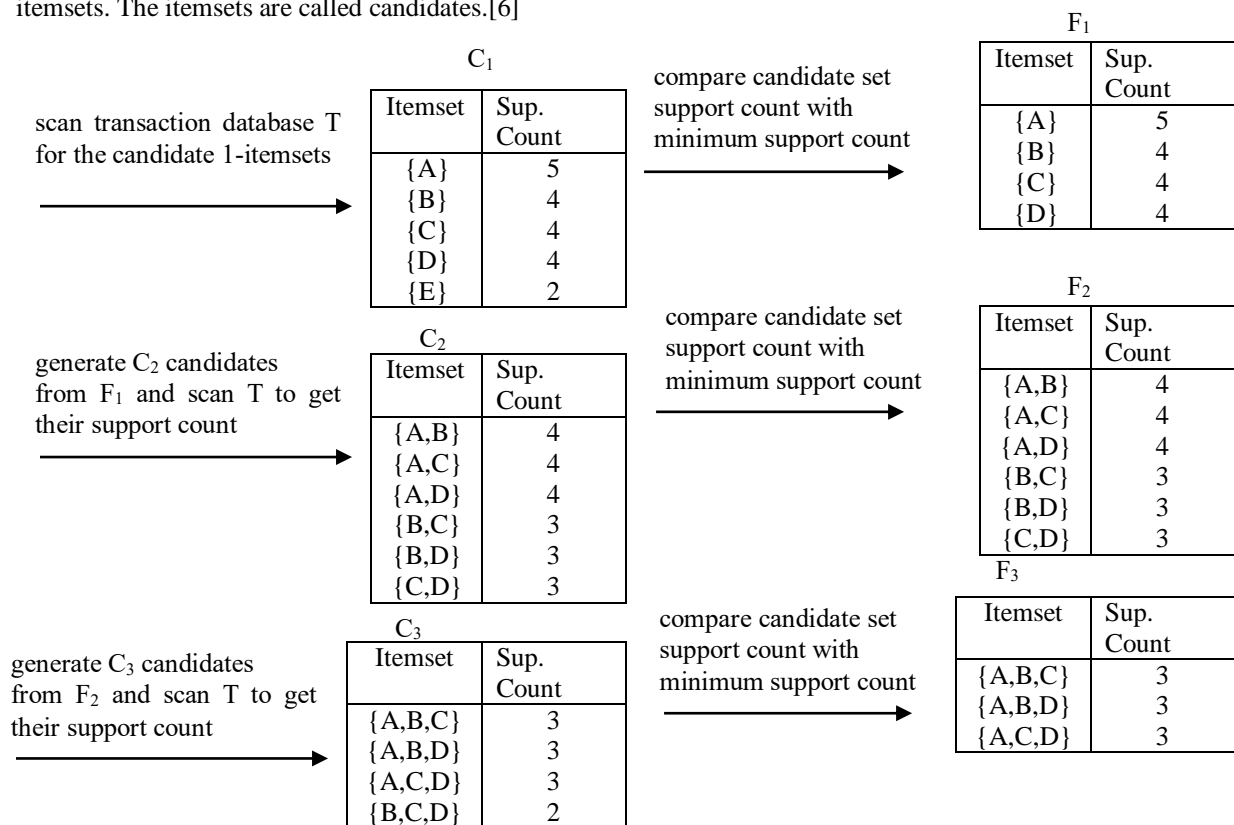 itemsets. The itemsets are called candidates.[6]
C1
scan transaction database T
for the candidate 1-itemsets
Itemset Sup.
Count
{A} 5
{B} 4
{C} 4
{D} 4
{E} 2
compare candidate set
support count with
minimum support count
F1
Itemset Sup.
Count
{A} 5
{B} 4
{C} 4
{D} 4
generate C2 candidates
from F1 and scan T to get
their support count
C2
Itemset Sup.
Count
{A,B} 4
{A,C} 4
{A,D} 4
{B,C} 3
{B,D} 3
{C,D} 3
compare candidate set
support count with
minimum support count
F2
Itemset Sup.
Count
{A,B} 4
{A,C} 4
{A,D} 4
{B,C} 3
{B,D} 3
{C,D} 3
generate C3 candidates
from F2 and scan T to get
their support count
C3
Itemset Sup.
Count
{A,B,C} 3
{A,B,D} 3
{A,C,D} 3
{B,C,D} 2
compare candidate set
support count with
minimum support count
F3
Itemset Sup.
Count
{A,B,C} 3
{A,B,D} 3
{A,C,D} 3